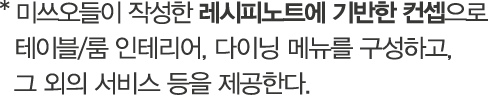 * 미쓰오들이 작성한 레시피노트에 기반한 컨셉으로
테이블/룸 인테리어, 다이닝 메뉴를 구성하고,
그 외의 서비스 등을 제공한다.